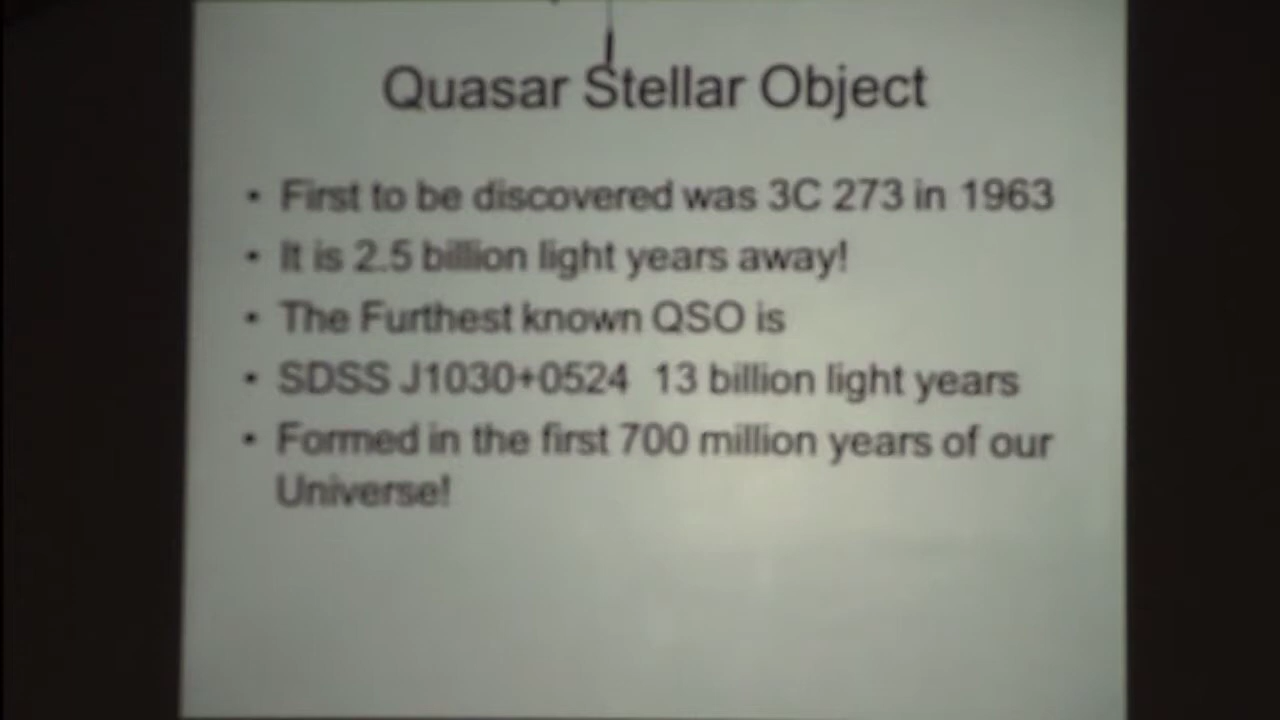 Quasar Stellar Object
• First to be discovered was 3C 273 in 1963
• It is 2.5 billion light years away!
• The Furthest known QSO is
• SDSS J1030+0524 13 billion light years
• Formed in the first 700 million years of our
Universe!